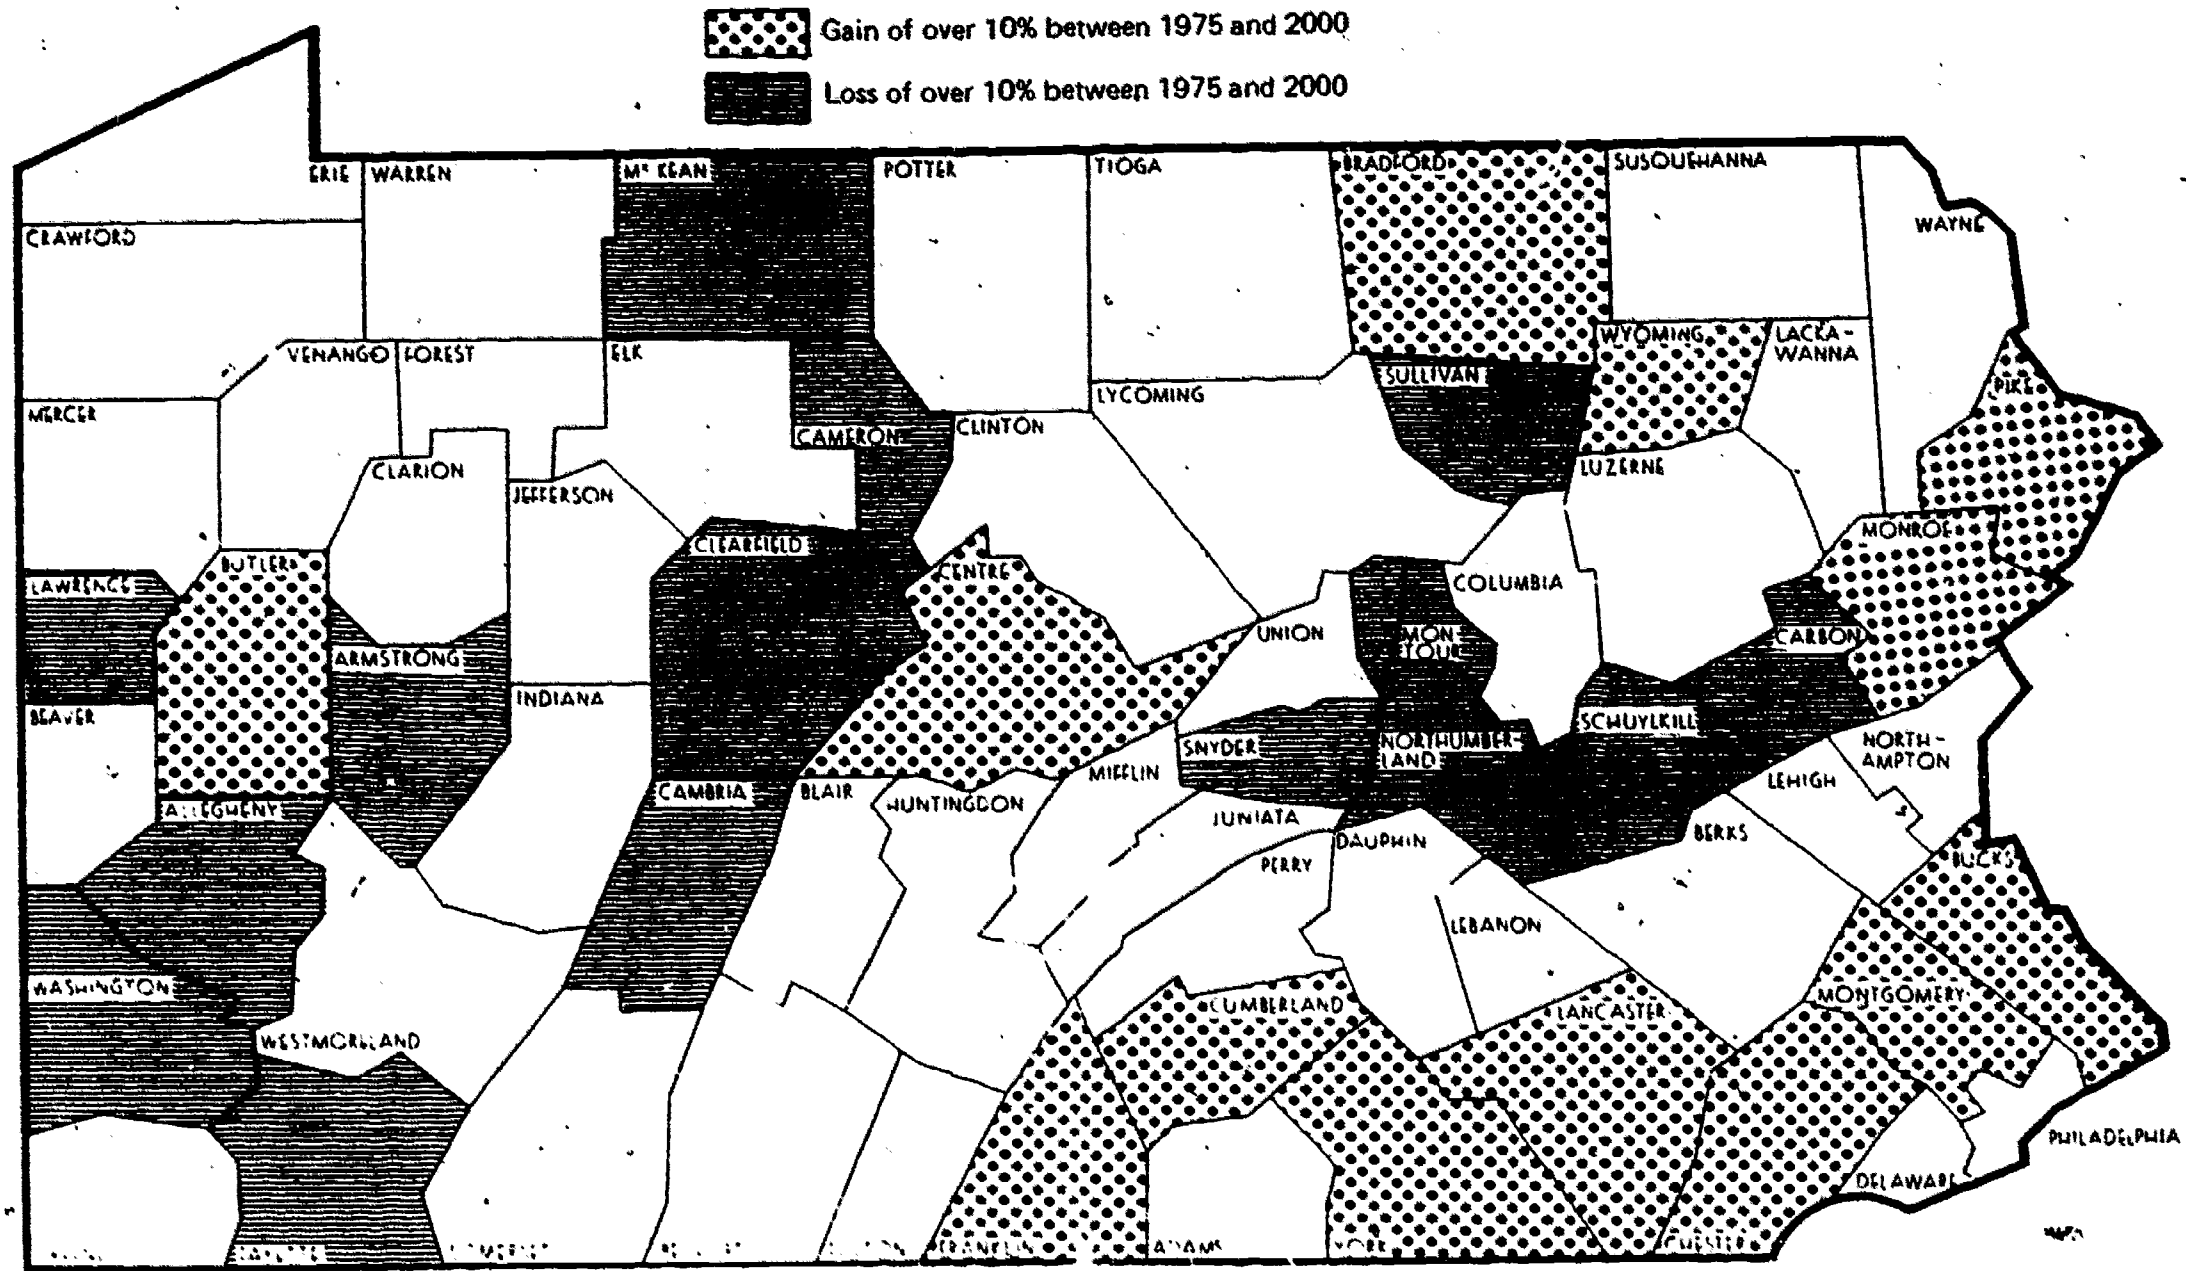 Gain of over 10% between 1975 and 2000
Loss of over 10% between 1975 and 2000
ERIE
WARREN
Mc KEAN
POTTER
TIOGA
BRADFORD
SUSQUEHANNA
WAYNE
CRAWFORD
VENANGO
FOREST
ELK
WYOMING
LACKA-
WANNA
SULLIVAN
PIKE
LYCOMING
MERCER
CAMERON
CLINTON
CLARION
JEFFERSON
LUZERNE
MONROE
CLEARFIELD
BUTLER
CENTRE
LAWRENCE
COLUMBIA
UNION
MON-
TOUR
CARBON
ARMSTRONG
INDIANA
BEAVER
SCHUYLKILL
SNYDER
NORTHUMBER-
LAND
NORTH-
AMPTON
MIFFLIN
LEHIGH
CAMBRIA
BLAIR
HUNTINGDON
ALLEGHENY
JUNIATA
DAUPHIN
BERKS
PERRY
BUCKS
LEBANON
WASHINGTON
CUMBERLAND
LANCASTER
MONTGOMERY
WESTMORELAND
PHILADELPHIA
DELAWARE
FAYETTE
SOMERSET
FRANKLIN
ADAMS
YORK
CHESTER